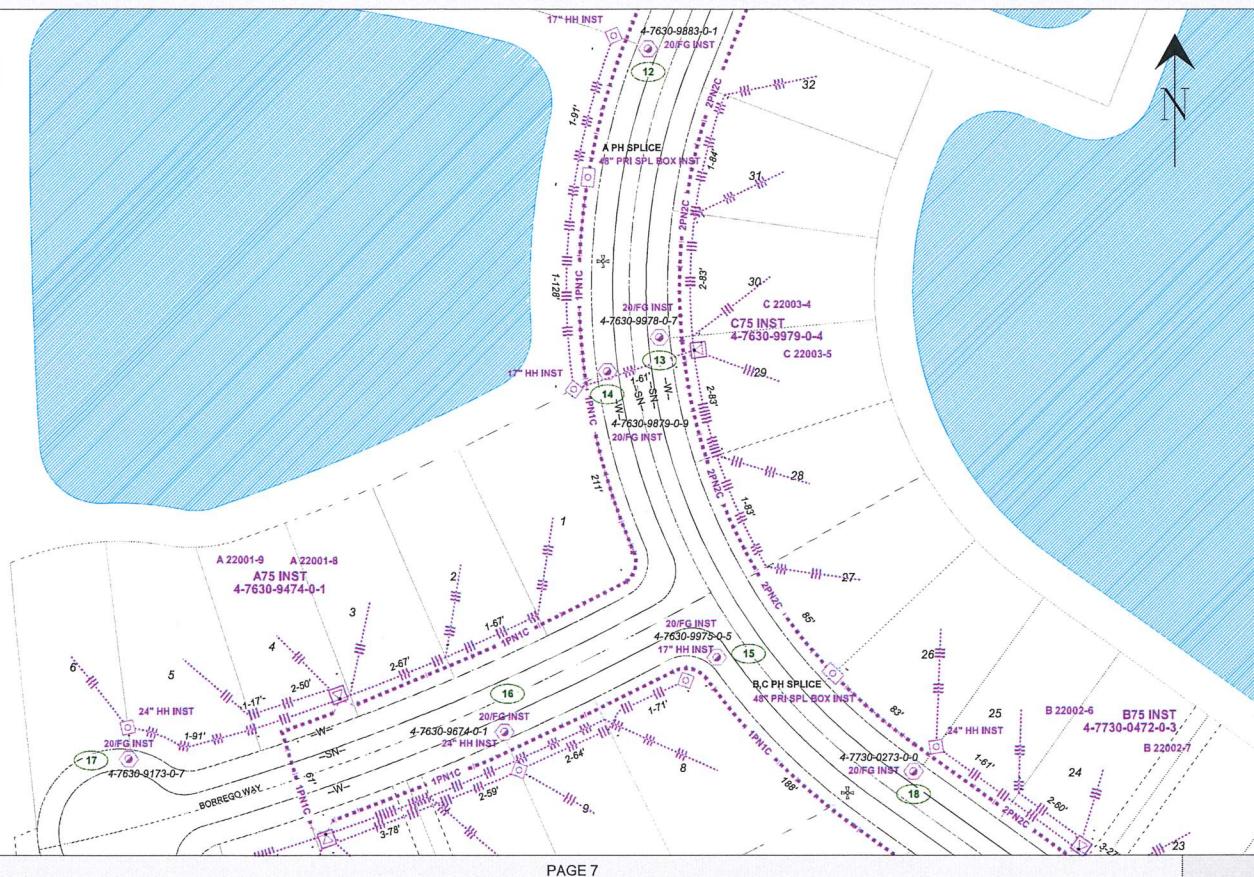 17" HH INST
4-7630-9883-0-1
20/FG INST
12
32
2PN2C
1-91'
A PH SPLICE
48" PRI SPL BOX INST
1-84'
31
2PN2C
N
1-128'
1PN1C
2-83'
30
C 22003-4
20/FG INST
4-7630-9978-0-7
C75 INST
4-7630-9979-0-4
C 22003-5
13
17" HH INST
1-61'
29
14
--W--
--SN--
--SN--
--W--
1PN1C
2-83'
4-7630-9879-0-9
20/FG INST
211'
28
2PN2C
1-83'
27
2PN2C
1
A 22001-9
A 22001-8
A75 INST
4-7630-9474-0-1
2
3
1-67'
1PN1C
85'
20/FG INST
4-7630-9975-0-5
17" HH INST
15
4
2-67'
6
5
2-50'
1-17'
26
B,C PH SPLICE
48" PRI SPL BOX INST
16
24" HH INST
83'
25
B 22002-6
B75 INST
4-7730-0472-0-3
B 22002-7
20/FG INST
4-7630-9674-0-1
24" HH INST
1-71'
1-91'
--W--
--SN--
--W--
24" HH INST
17
20/FG INST
4-7630-9173-0-7
2-64'
8
1PN1C
4-7730-0273-0-0
20/FG INST
1-61'
24
61'
1PN1C
2-59'
9
188'
18
2-60'
2PN2C
BORREGO WAY
1PN1C
3-78'
3-27'
23
PAGE 7